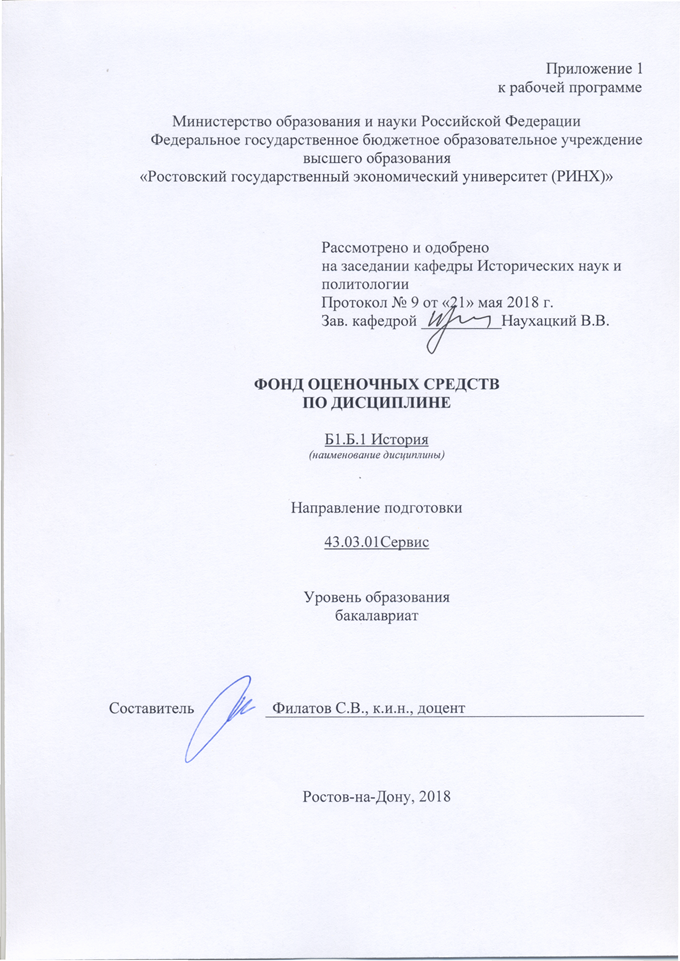 Приложение 1
к рабочей программе
Министерство образования и науки Российской Федерации
Федеральное государственное бюджетное образовательное учреждение
высшего образования
«Ростовский государственный экономический университет (РИНХ)»
Рассмотрено и одобрено
на заседании кафедры Исторических наук и
политологии
Протокол № 9 от «21» мая 2018 г.
Зав. кафедрой __________Наухацкий В.В.
ФОНД ОЦЕНОЧНЫХ СРЕДСТВ
ПО ДИСЦИПЛИНЕ
Б1.Б.1 История
(наименование дисциплины)
Направление подготовки
43.03.01Сервис
Уровень образования
бакалавриат
Составитель Филатов С.В., к.и.н., доцент
Ростов-на-Дону, 2018